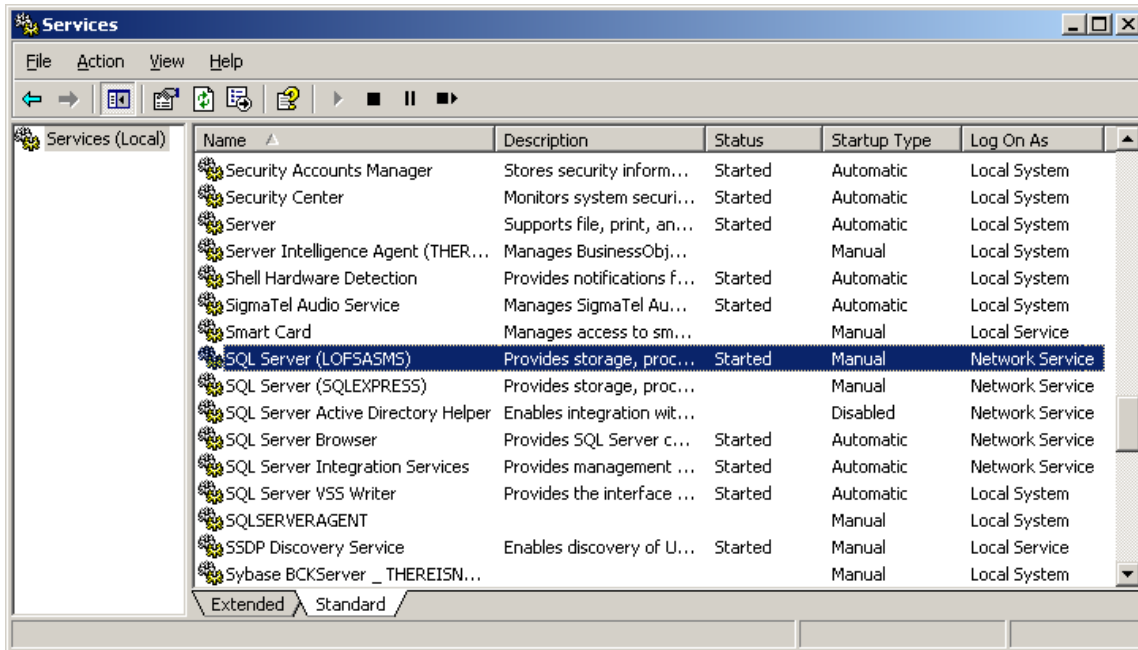 Services
File Action View Help
Services (Local)
Name Description Status Startup Type Log On As
Security Accounts Manager Stores security inform... Started Automatic Local System
Security Center Monitors system securi... Started Automatic Local System
Server Supports file, print, an... Started Automatic Local System
Server Intelligence Agent (THER... Manages BusinessObj... Manual Local System
Shell Hardware Detection Provides notifications f... Started Automatic Local System
SigmaTel Audio Service Manages SigmaTel Au... Started Automatic Local System
Smart Card Manages access to sm... Manual Local Service
SQL Server (LOFSASMS) Provides storage, proc... Started Manual Network Service
SQL Server (SQLEXPRESS) Provides storage, proc... Manual Network Service
SQL Server Active Directory Helper Enables integration wit... Disabled Network Service
SQL Server Browser Provides SQL Server c... Started Automatic Network Service
SQL Server Integration Services Provides management ... Started Automatic Network Service
SQL Server VSS Writer Provides the interface ... Started Automatic Local System
SQLSERVERAGENT Manual Local System
SSDP Discovery Service Enables discovery of U... Started Manual Local Service
Sybase BCKServer _ THEREISN... Manual Local System
Extended Standard